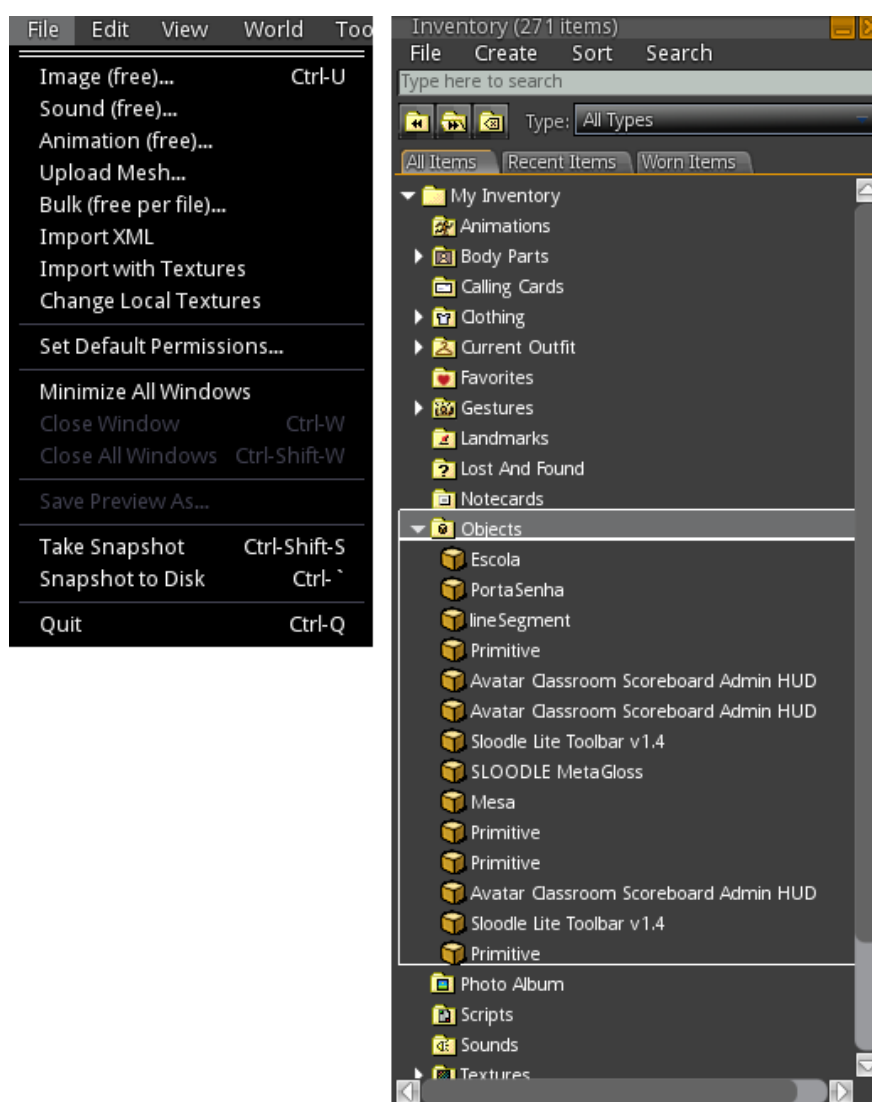 File Edit View World Too
Image (free)... Ctrl-U
Sound (free)...
Animation (free)...
Upload Mesh...
Bulk (free per file)...
Import XML
Import with Textures
Change Local Textures
Set Default Permissions...
Minimize All Windows
Close Window Ctrl-W
Close All Windows Ctrl-Shift-W
Save Preview As...
Take Snapshot Ctrl-Shift-S
Snapshot to Disk Ctrl-`
Quit Ctrl-Q
Inventory (271 items)
File Create Sort Search
Type here to search
Type: All Types
All Items Recent Items Worn Items
My Inventory
Animations
Body Parts
Calling Cards
Clothing
Current Outfit
Favorites
Gestures
Landmarks
Lost And Found
Notecards
Objects
Escola
PortaSenha
lineSegment
Primitive
Avatar Classroom Scoreboard Admin HUD
Avatar Classroom Scoreboard Admin HUD
Sloodle Lite Toolbar v1.4
SLOODLE MetaGloss
Mesa
Primitive
Primitive
Avatar Classroom Scoreboard Admin HUD
Sloodle Lite Toolbar v1.4
Primitive
Photo Album
Scripts
Sounds
Textures